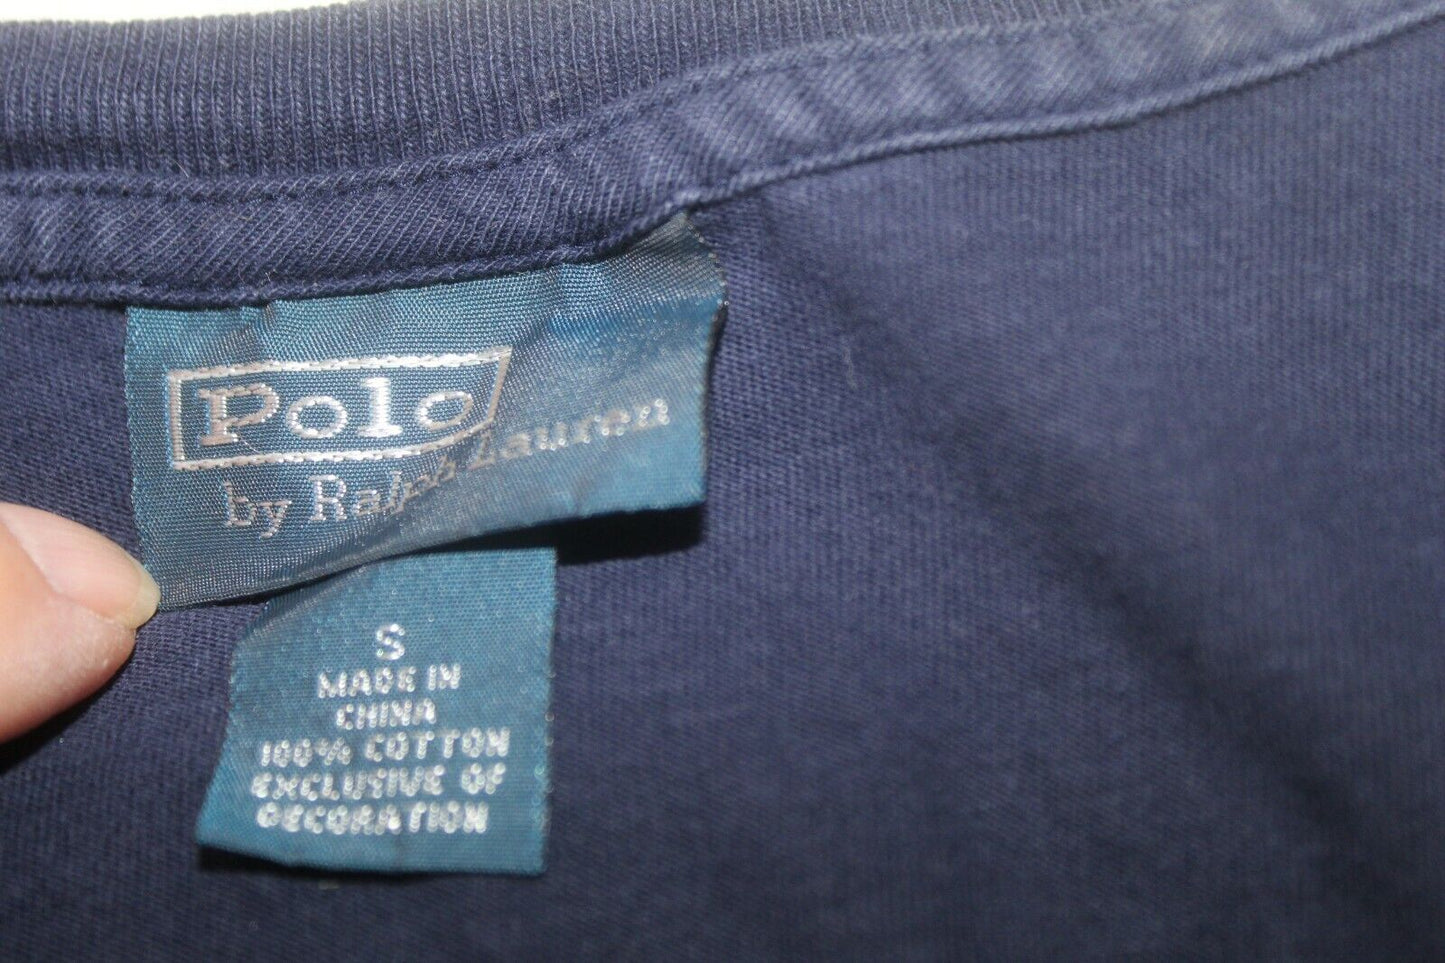 Polo
by Ralph Lauren
S
MADE IN
CHINA
100% COTTON
EXCLUSIVE OF
DECORATION